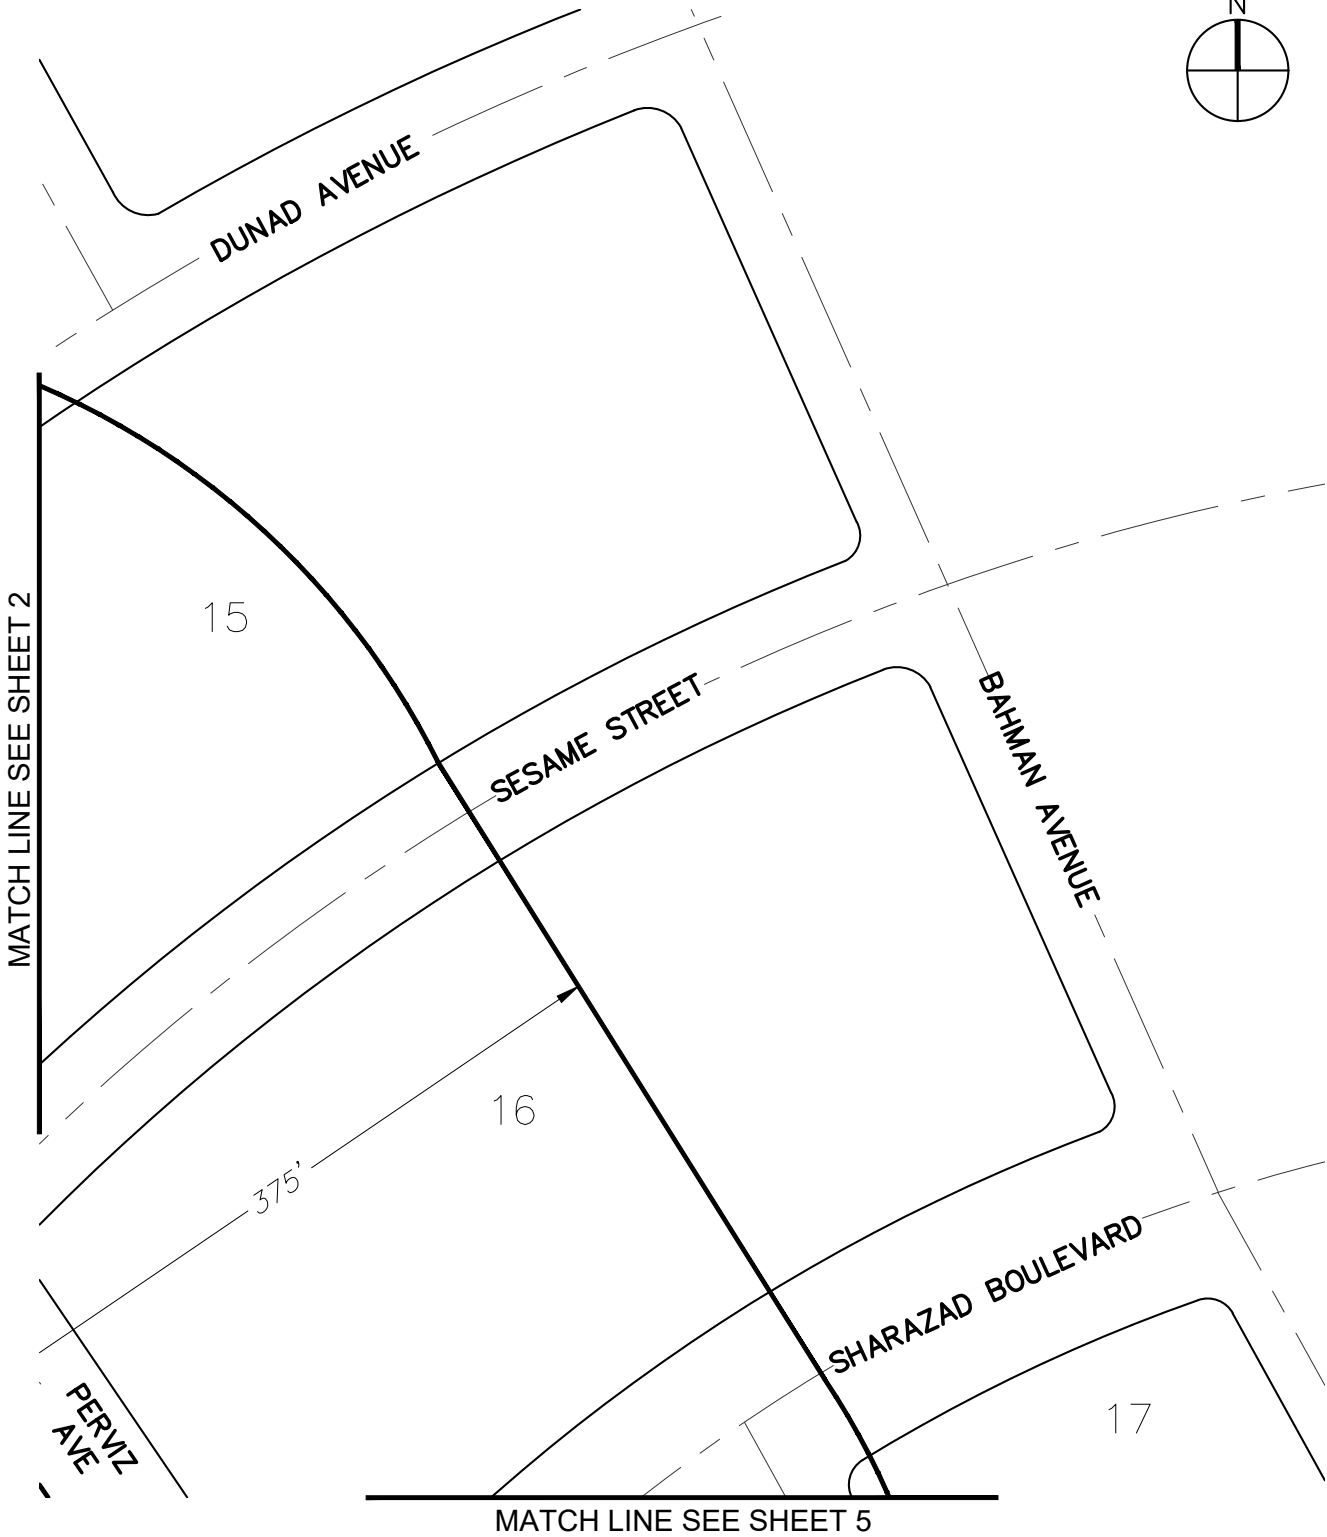 N
DUNAD AVENUE
15
MATCH LINE SEE SHEET 2
SESAME STREET
BAHMAN AVENUE
16
375'
SHARAZAD BOULEVARD
PERVIZ
AVE
17
MATCH LINE SEE SHEET 5